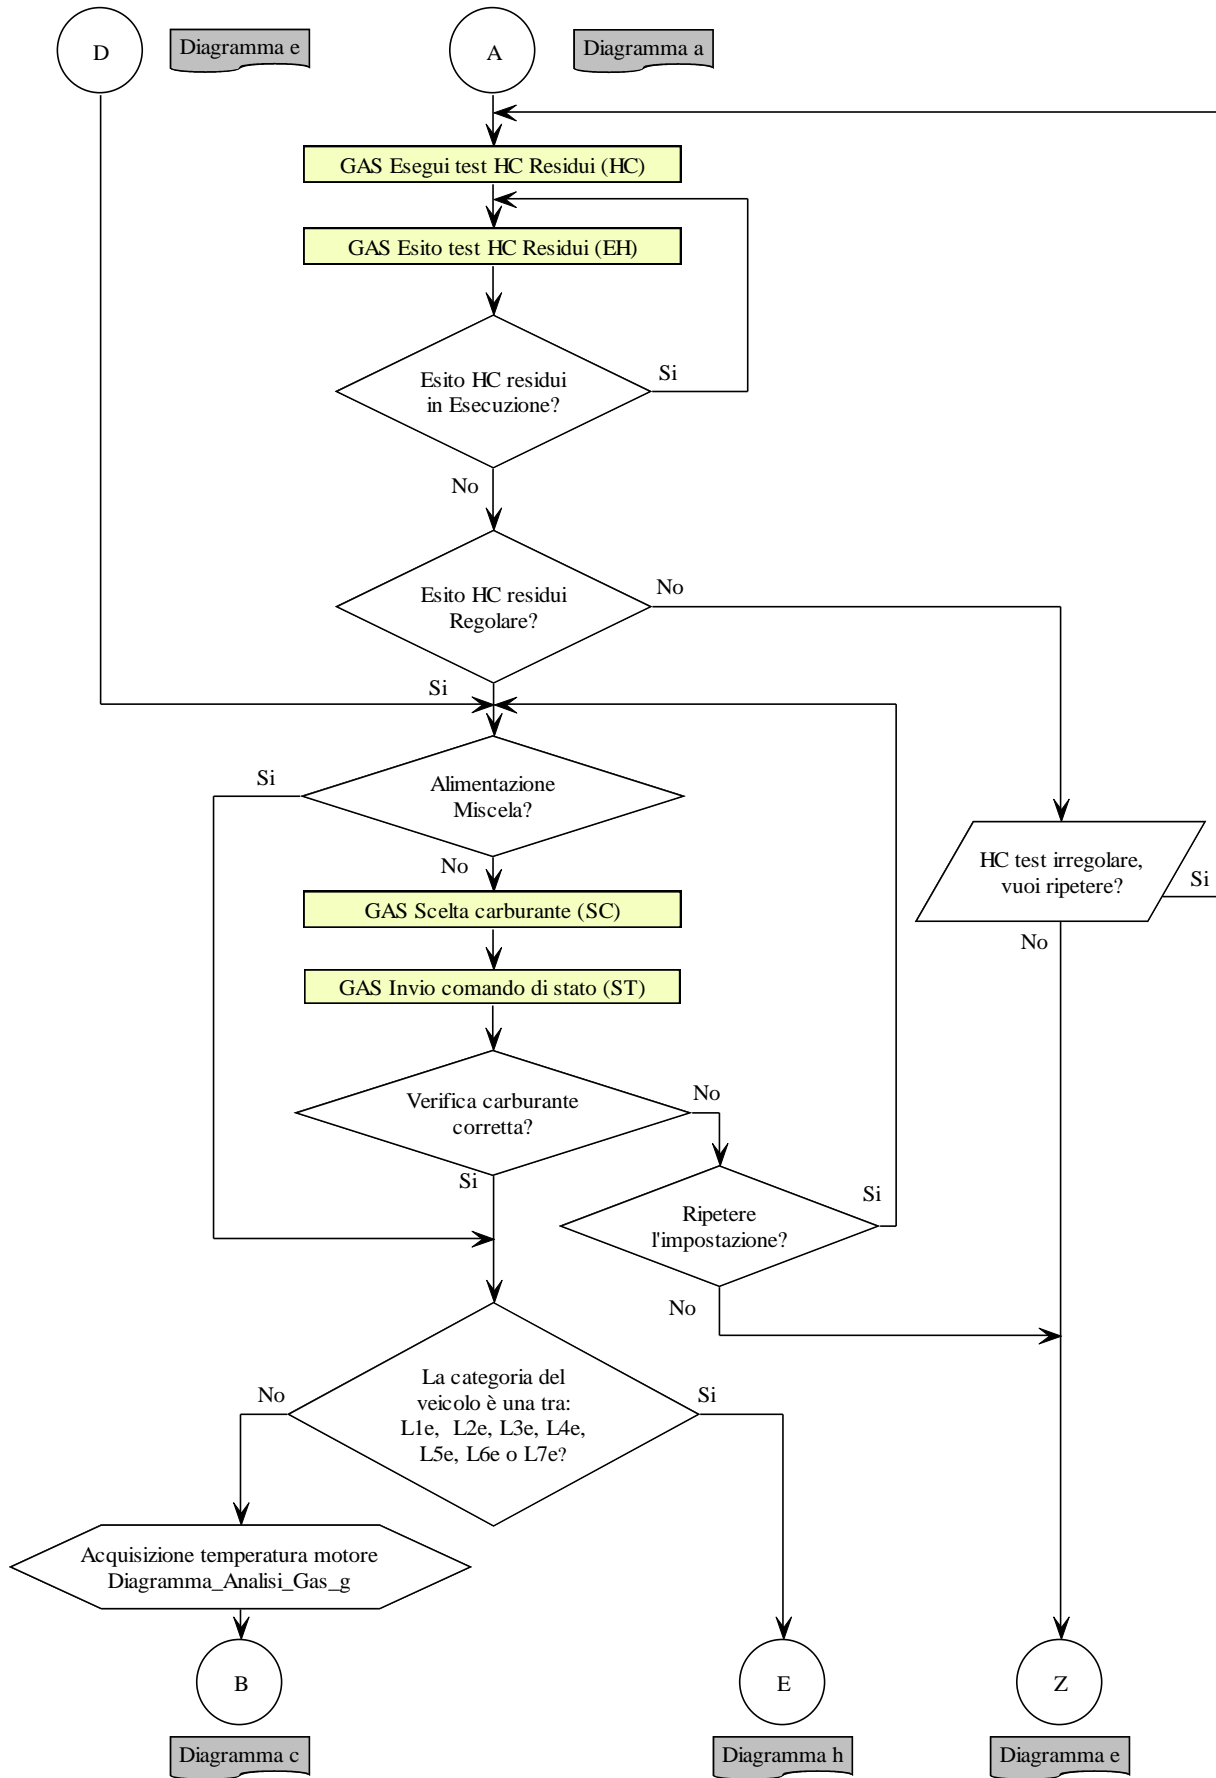 D
Diagramma e
A
Diagramma a
GAS Esegui test HC Residui (HC)
GAS Esito test HC Residui (EH)
Esito HC residui
in Esecuzione?
Si
No
Esito HC residui
Regolare?
No
Si
Alimentazione
Miscela?
Si
No
HC test irregolare,
vuoi ripetere?
Si
No
GAS Scelta carburante (SC)
GAS Invio comando di stato (ST)
Verifica carburante
corretta?
No
Si
Ripetere
l'impostazione?
Si
No
La categoria del
veicolo è una tra:
L1e, L2e, L3e, L4e,
L5e, L6e o L7e?
No
Si
Acquisizione temperatura motore
Diagramma_Analisi_Gas_g
B
E
Z
Diagramma c
Diagramma h
Diagramma e